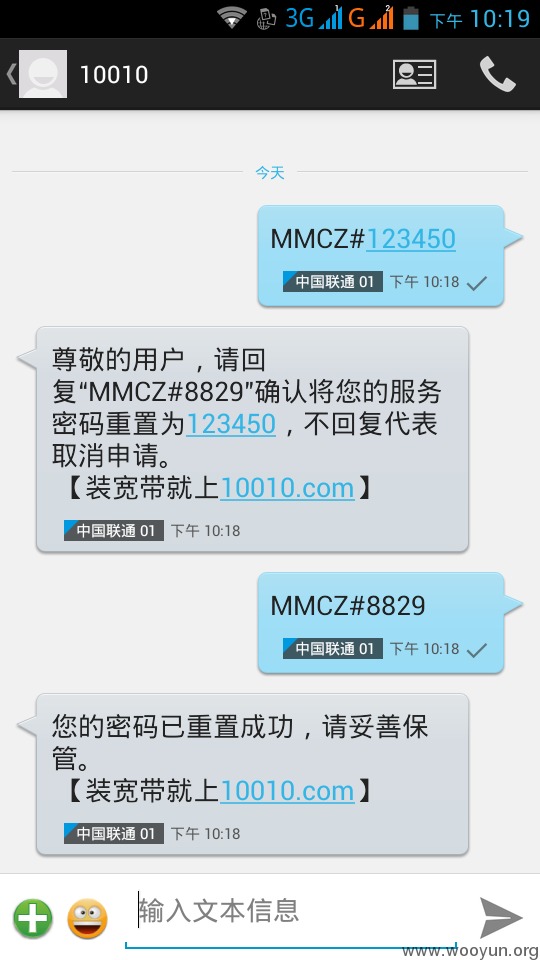 3G 1 G 2 下午 10:19
10010
今天
MMCZ#123450
中国联通 01 下午 10:18
尊敬的用户，请回
复“MMCZ#8829”确认将您的服务
密码重置为123450，不回复代表
取消申请。
【装宽带就上10010.com】
中国联通 01 下午 10:18
MMCZ#8829
中国联通 01 下午 10:18
您的密码已重置成功，请妥善保
管。
【装宽带就上10010.com】
中国联通 01 下午 10:18
输入文本信息
www.wooyun.org